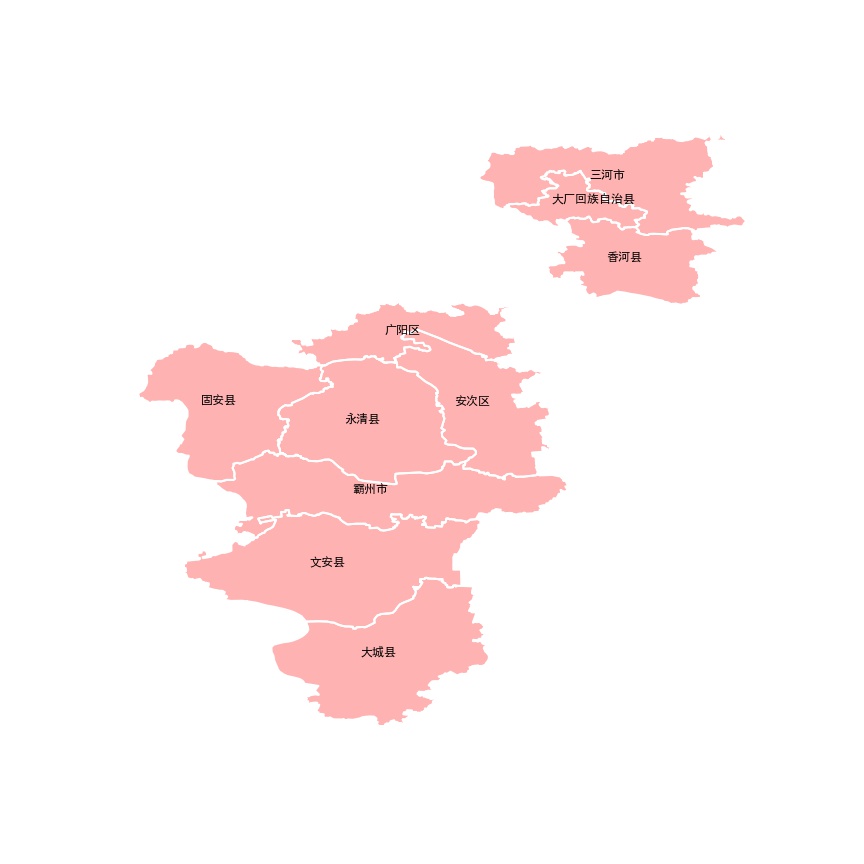 三河市
大厂回族自治县
香河县
广阳区
固安县
安次区
永清县
霸州市
文安县
大城县